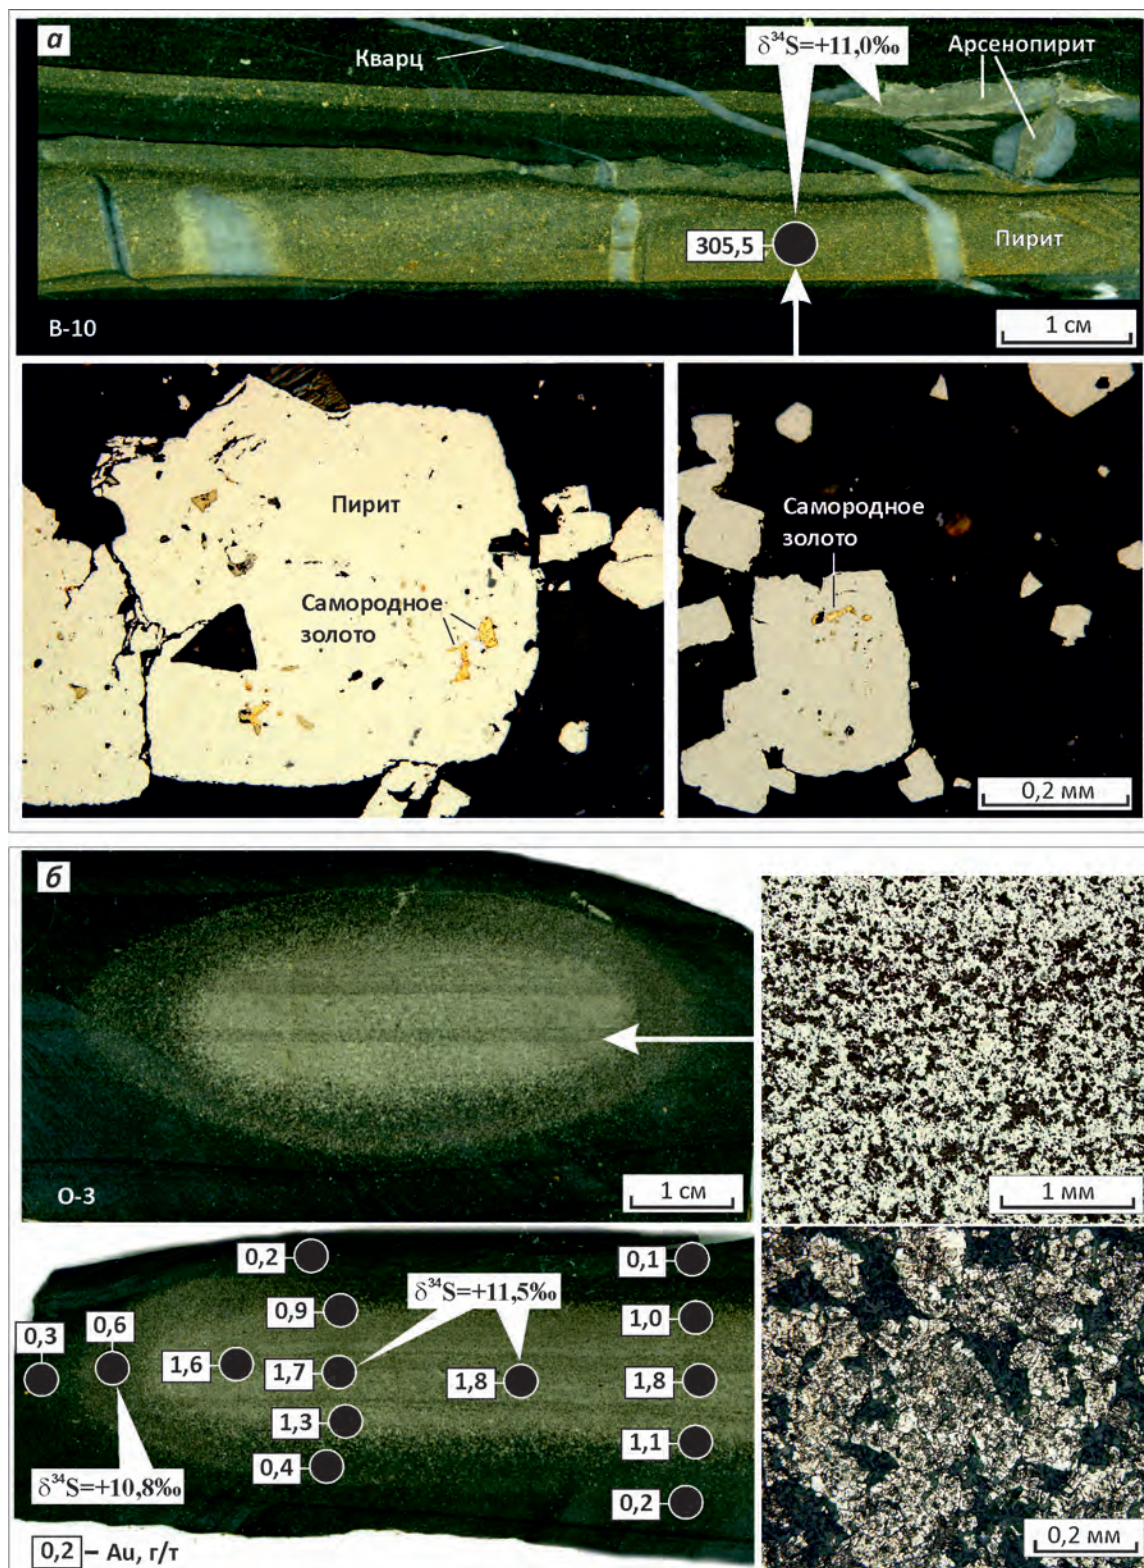 а
Кварц
δ³⁴S=+11,0‰
Арсенопирит
305,5
Пирит
В-10
1 см
Пирит
Самородное
золото
Самородное
золото
0,2 мм
б
О-3
1 см
1 мм
0,2
0,1
δ³⁴S=+11,5‰
0,9
1,0
0,3
0,6
1,6
1,7
1,8
1,8
1,3
1,1
0,4
δ³⁴S=+10,8‰
0,2
0,2 – Au, г/т
0,2 мм